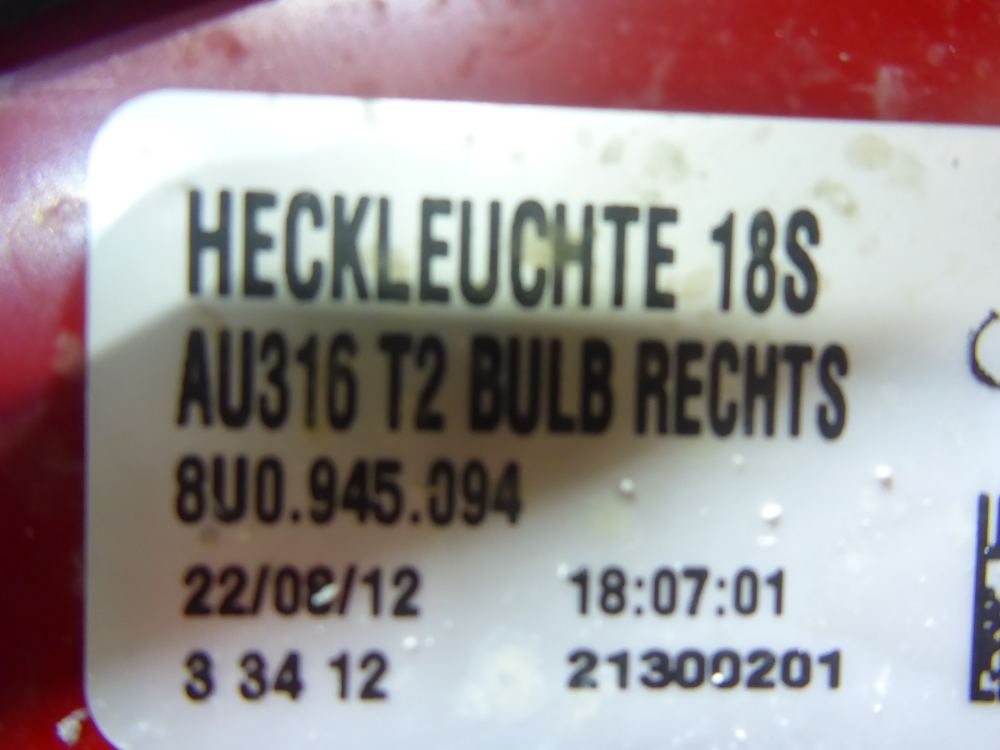 HECKLEUCHTE 18S
AU316 T2 BULB RECHTS
8U0.945.094
22/08/12 18:07:01
3 34 12 21300201